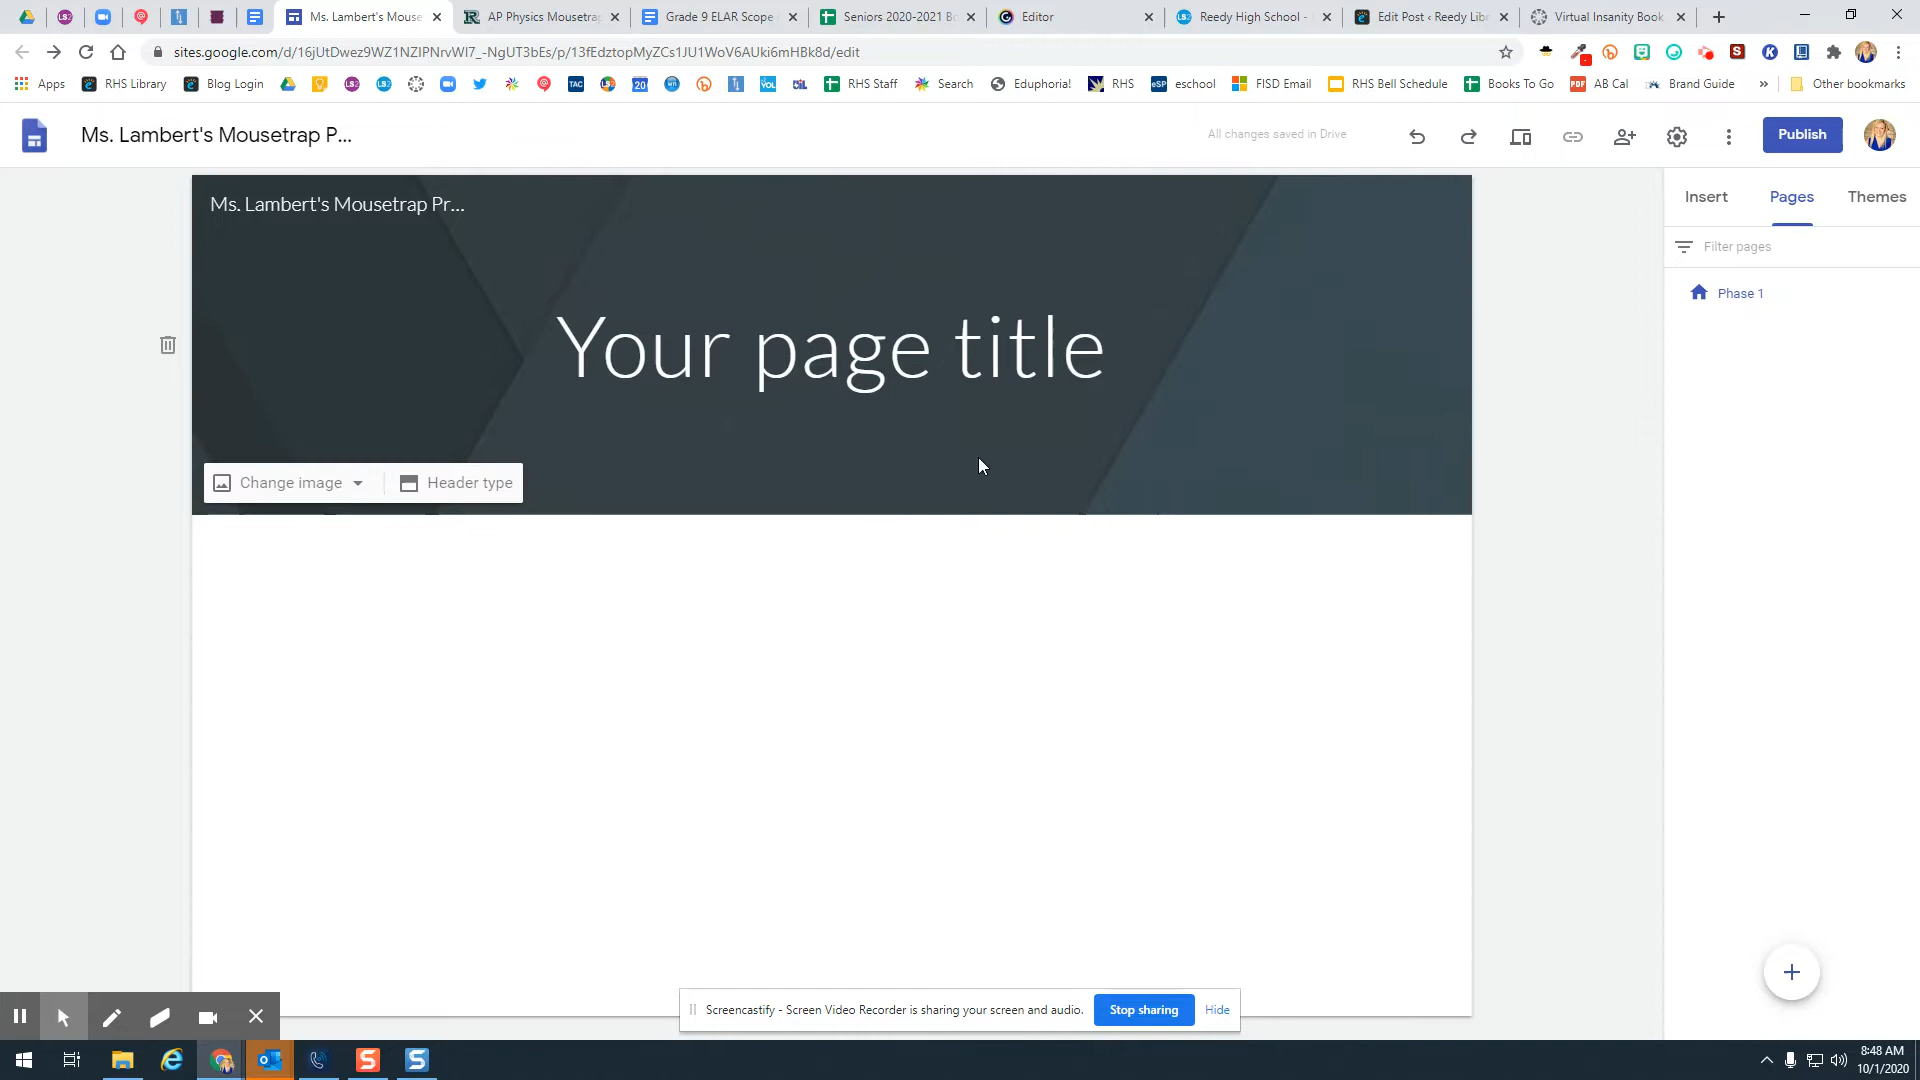 Ms. Lambert's Mouse
AP Physics Mousetra
Grade 9 ELAR Scope
Seniors 2020-2021 Bo
Editor
Reedy High School -
Edit Post ‹ Reedy Lib
Virtual Insanity Book
sites.google.com/d/16jUtDwez9WZ1NZIPNrvWI7_-NgUT3bEs/p/13fEdztopMyZCs1JU1WoV6AUki6mHBk8d/edit
Apps
RHS Library
Blog Login
RHS Staff
Search
Eduphoria!
RHS
eschool
FISD Email
RHS Bell Schedule
Books To Go
AB Cal
Brand Guide
»
Other bookmarks
Ms. Lambert's Mousetrap P...
All changes saved in Drive
Publish
Ms. Lambert's Mousetrap Pr...
Insert
Pages
Themes
Filter pages
Phase 1
Your page title
Change image
Header type
Screencastify - Screen Video Recorder is sharing your screen and audio.
Stop sharing
Hide
8:48 AM
10/1/2020